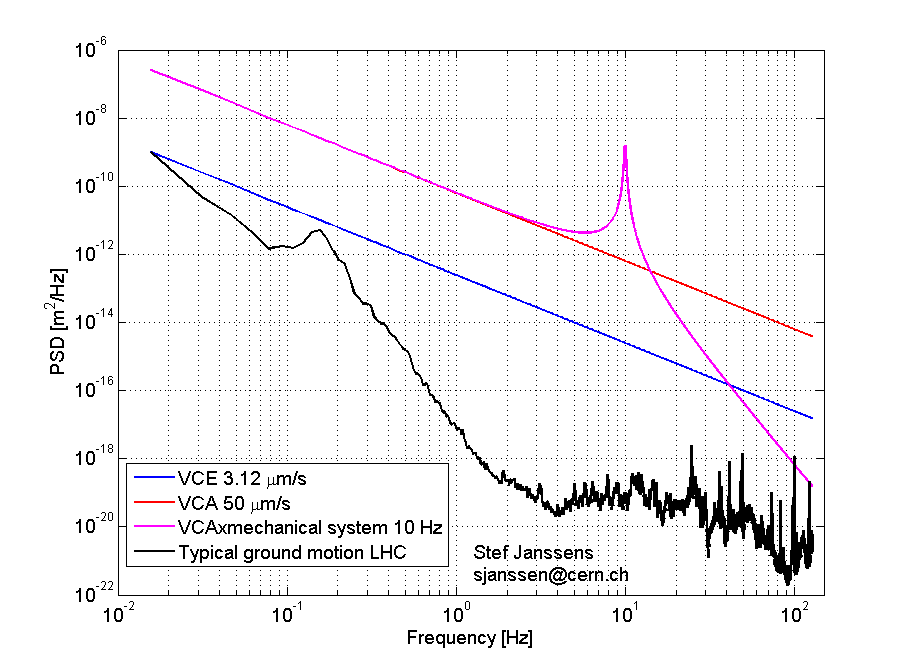 10^-6
10^-8
10^-10
10^-12
10^-14
10^-16
10^-18
10^-20
10^-22
PSD [m^2/Hz]
VCE 3.12 μm/s
VCA 50 μm/s
VCAxmechanical system 10 Hz
Typical ground motion LHC
Stef Janssens
sjanssen@cern.ch
10^-2 10^-1 10^0 10^1 10^2
Frequency [Hz]